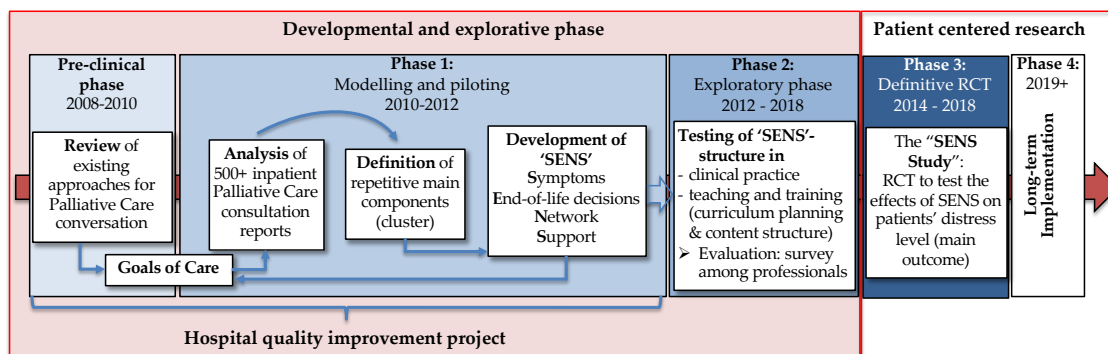 Developmental and explorative phase
Patient centered research
Pre-clinical
phase
2008-2010
Review of
existing
approaches for
Palliative Care
conversation
Goals of Care
Phase 1:
Modelling and piloting
2010-2012
Analysis of
500+ inpatient
Palliative Care
consultation
reports
Definition of
repetitive main
components
(cluster)
Development of
‘SENS’
Symptoms
End-of-life decisions
Network
Support
Phase 2:
Exploratory phase
2012 - 2018
Testing of ‘SENS’-
structure in
- clinical practice
- teaching and training
(curriculum planning
& content structure)
➢ Evaluation: survey
among professionals
Phase 3:
Definitive RCT
2014 - 2018
The “SENS
Study”:
RCT to test the
effects of SENS on
patients’ distress
level (main
outcome)
Phase 4:
2019+
Long-term
Implementation
Hospital quality improvement project